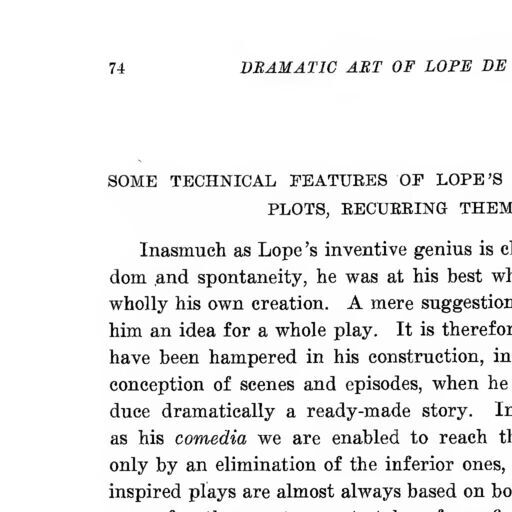 74 DRAMATIC ART OF LOPE DE
SOME TECHNICAL FEATURES OF LOPE'S
PLOTS, RECURRING THEM
Inasmuch as Lope's inventive genius is cl
dom and spontaneity, he was at his best wh
wholly his own creation. A mere suggestion
him an idea for a whole play. It is therefor
have been hampered in his construction, in
conception of scenes and episodes, when he
duce dramatically a ready-made story. In
as his comedia we are enabled to reach th
only by an elimination of the inferior ones,
inspired plays are almost always based on bo